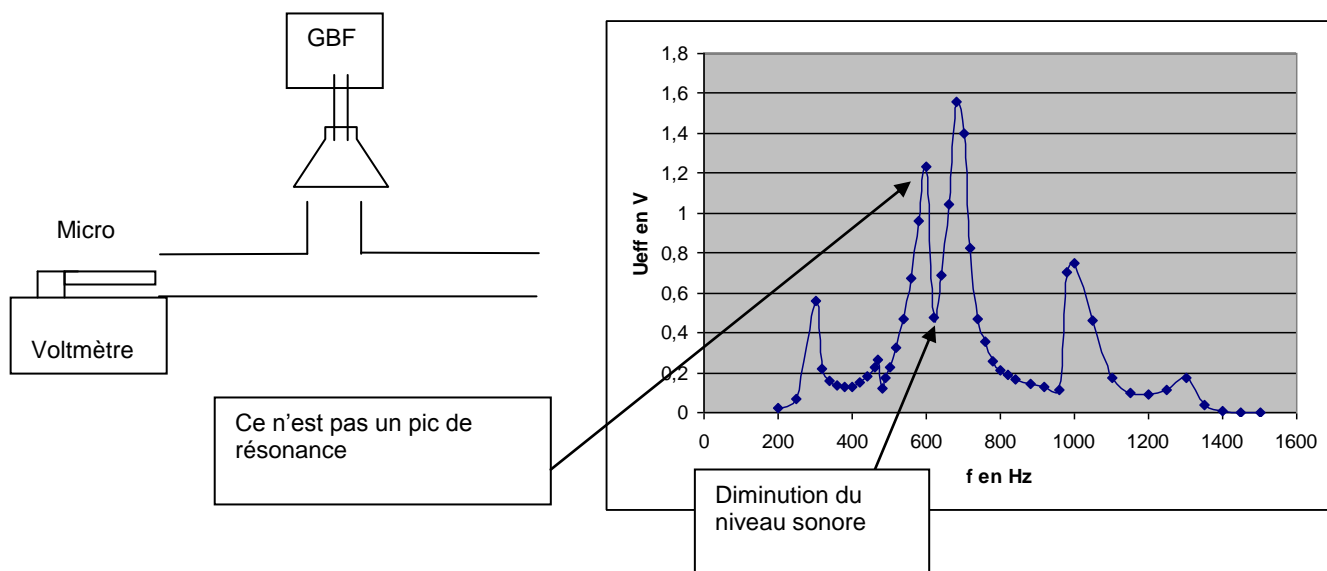 GBF
Micro
Voltmètre
Ce n'est pas un pic de
résonance
1,8
1,6
1,4
1,2
1
0,8
0,6
0,4
0,2
0
Ueff en V
0 200 400 600 800 1000 1200 1400 1600
f en Hz
Diminution du
niveau sonore